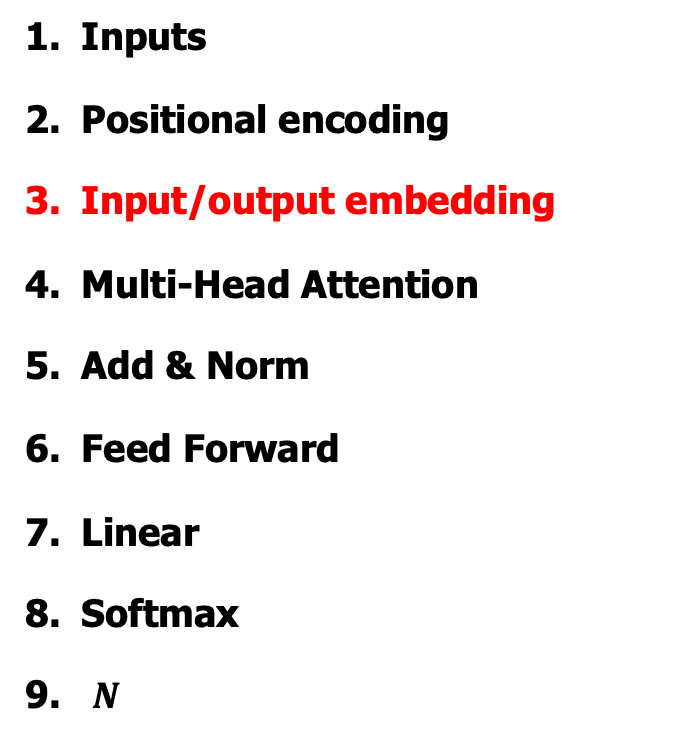 1. Inputs
2. Positional encoding
3. Input/output embedding
4. Multi-Head Attention
5. Add & Norm
6. Feed Forward
7. Linear
8. Softmax
9. N